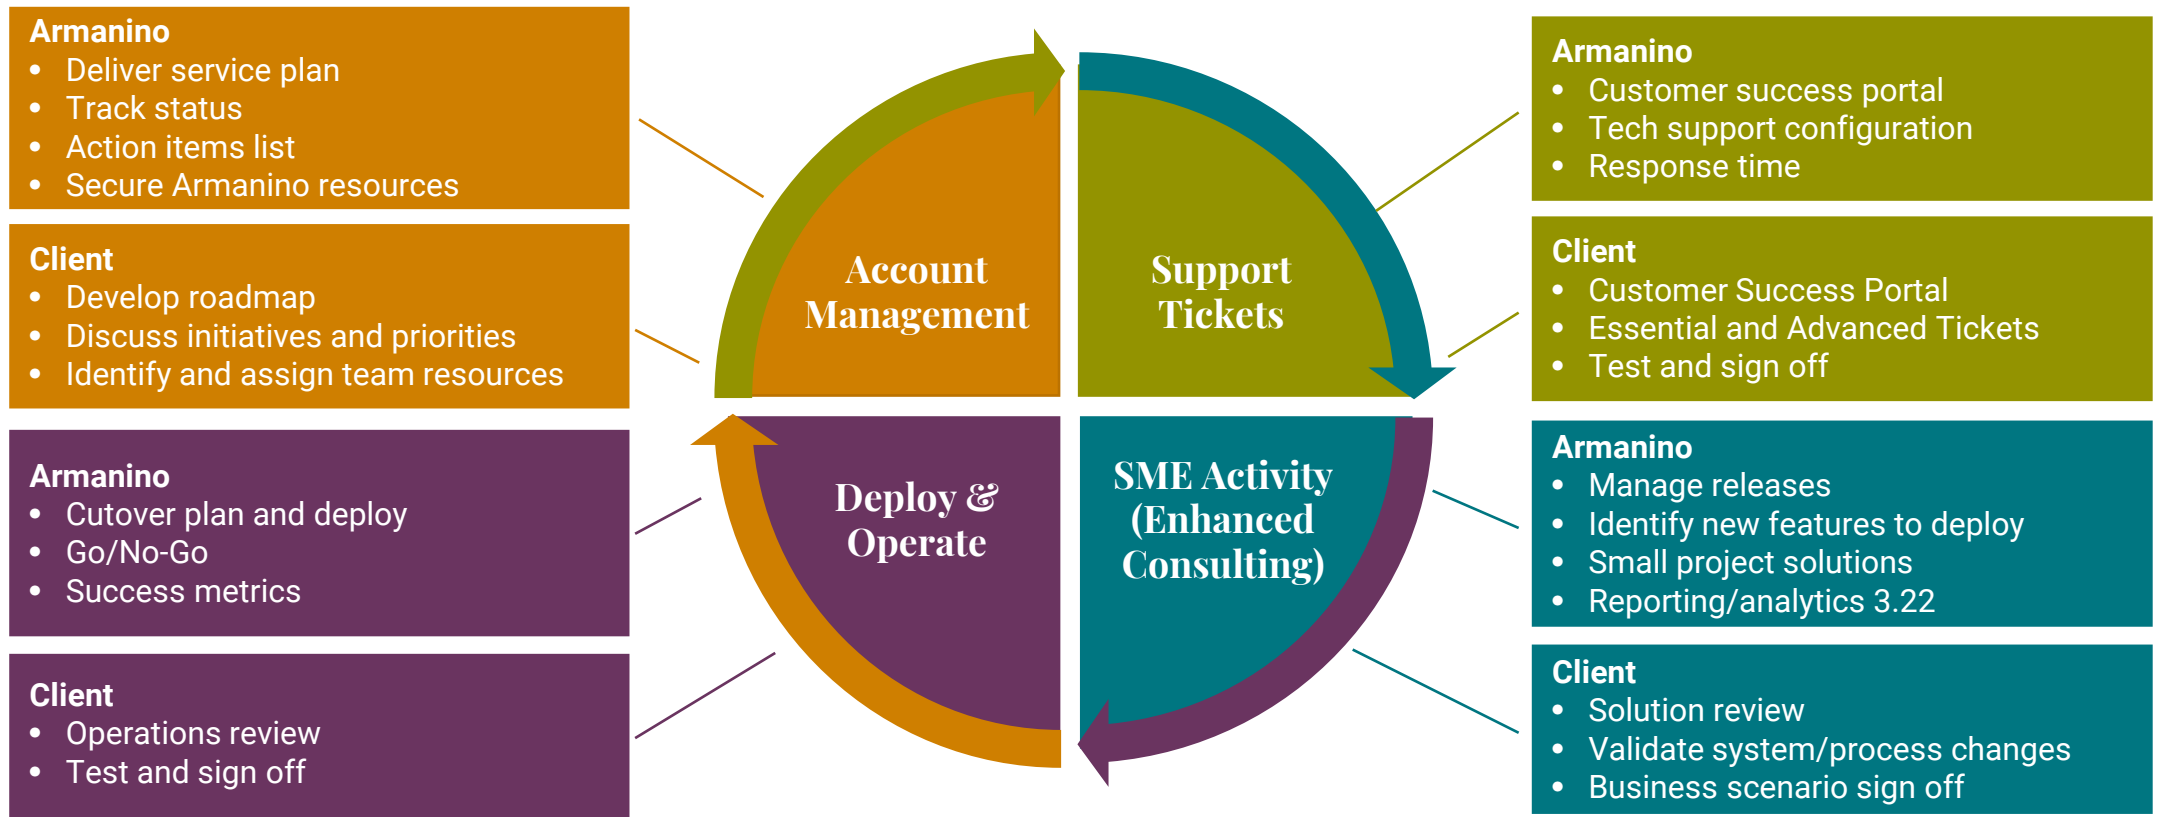 Armanino
• Deliver service plan
• Track status
• Action items list
• Secure Armanino resources
Client
• Develop roadmap
• Discuss initiatives and priorities
• Identify and assign team resources
Armanino
• Cutover plan and deploy
• Go/No-Go
• Success metrics
Client
• Operations review
• Test and sign off
Account
Management
Support
Tickets
Deploy &
Operate
SME Activity
(Enhanced
Consulting)
Armanino
• Customer success portal
• Tech support configuration
• Response time
Client
• Customer Success Portal
• Essential and Advanced Tickets
• Test and sign off
Armanino
• Manage releases
• Identify new features to deploy
• Small project solutions
• Reporting/analytics 3.22
Client
• Solution review
• Validate system/process changes
• Business scenario sign off